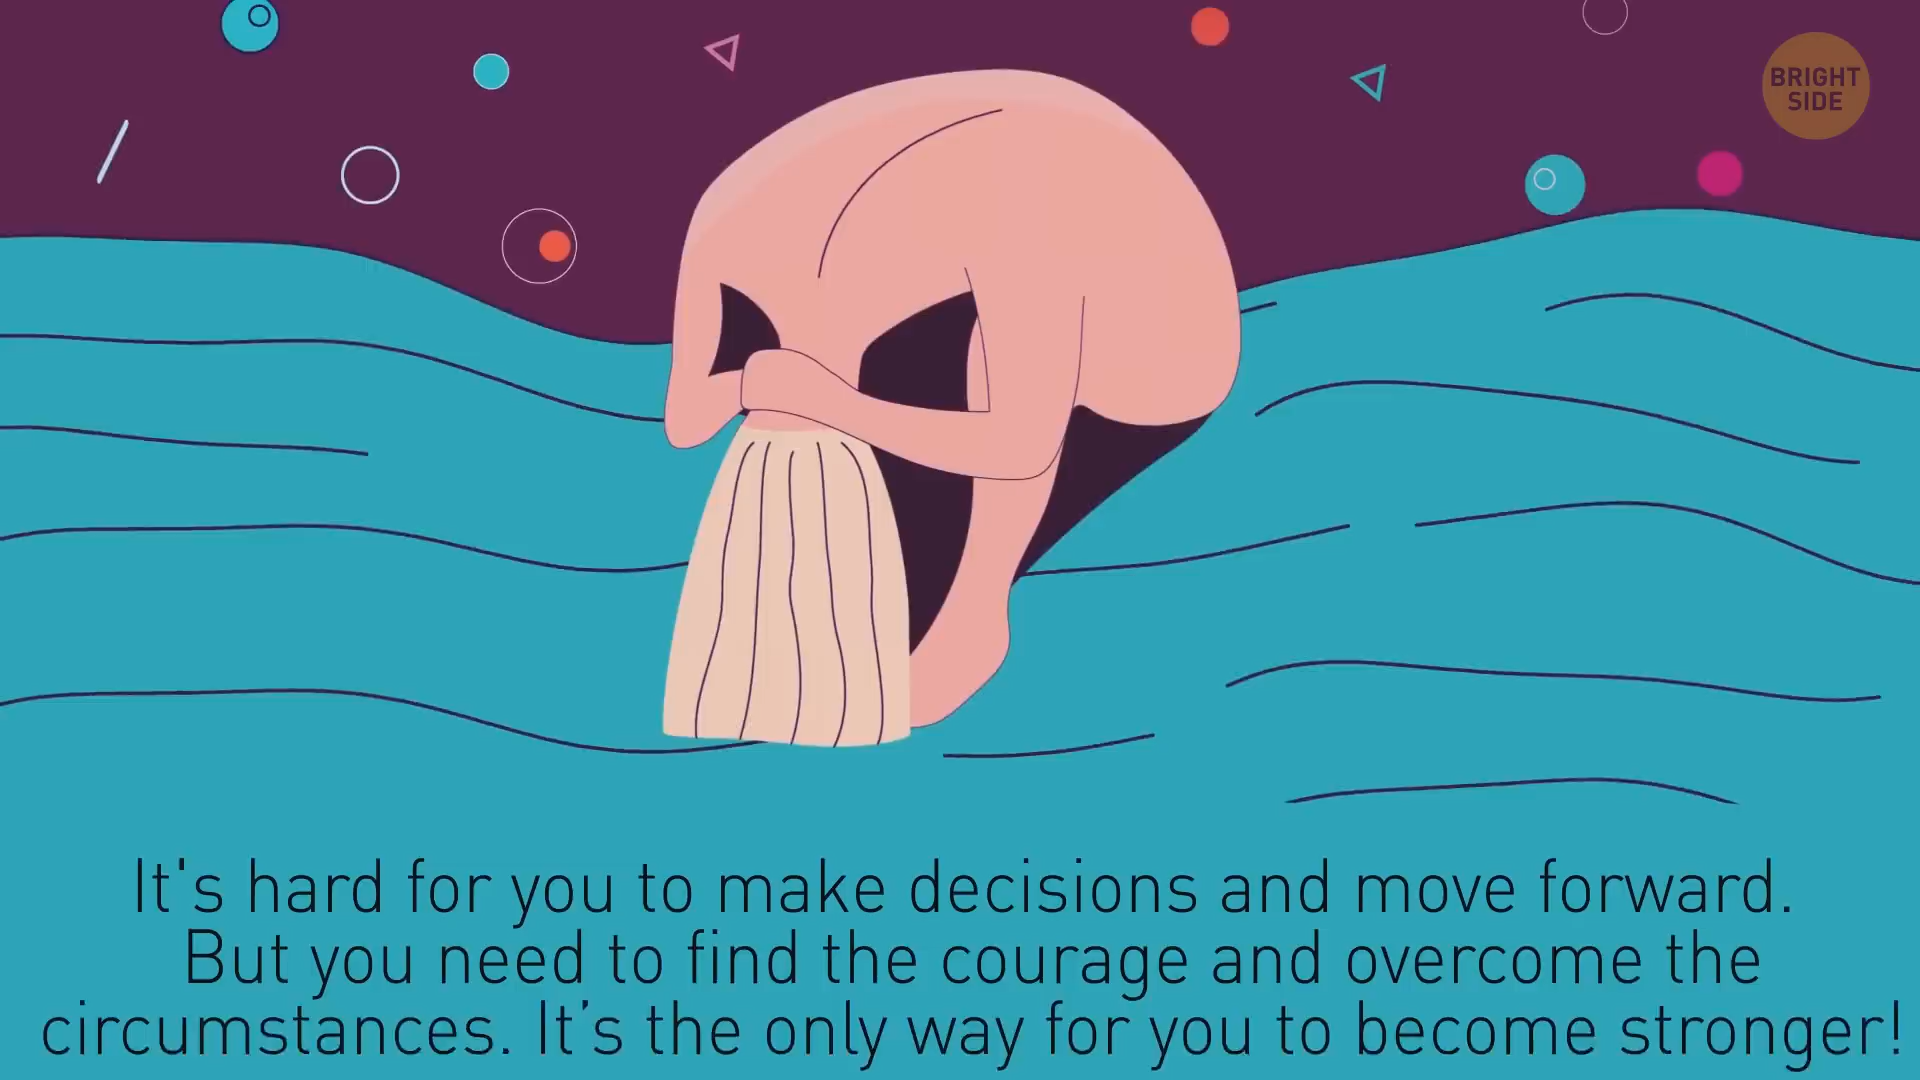 BRIGHT
SIDE
It's hard for you to make decisions and move forward.
But you need to find the courage and overcome the
circumstances. It’s the only way for you to become stronger!